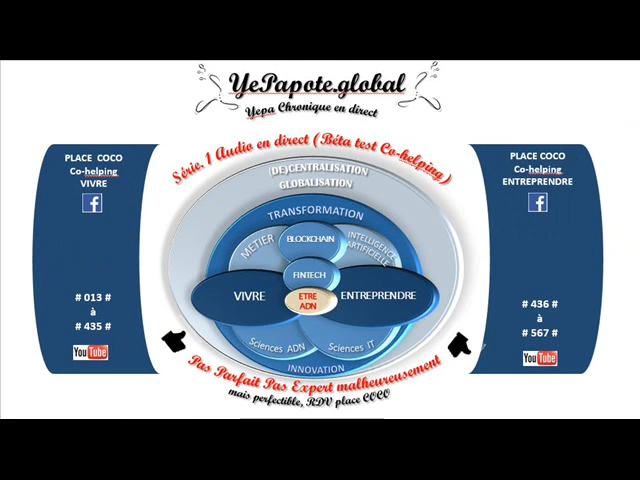 YePapote.global
Yepa Chronique en direct
Série, 1 Audio en direct (Béta test Co-helping)
PLACE COCO
Co-helping
VIVRE
f
# 013 #
à
# 435 #
YouTube
(DE)CENTRALISATION
GLOBALISATION
TRANSFORMATION
METIER
BLOCKCHAIN
INTELLIGENCE
ARTIFICIELLE
FINTECH
VIVRE
ETRE
ADN
ENTREPRENDRE
Sciences ADN
Sciences IT
INNOVATION
Pas Parfait Pas Expert malheureusement
mais perfectible, RDV place COCO
PLACE COCO
Co-helping
ENTREPRENDRE
f
# 436 #
à
# 567 #
YouTube